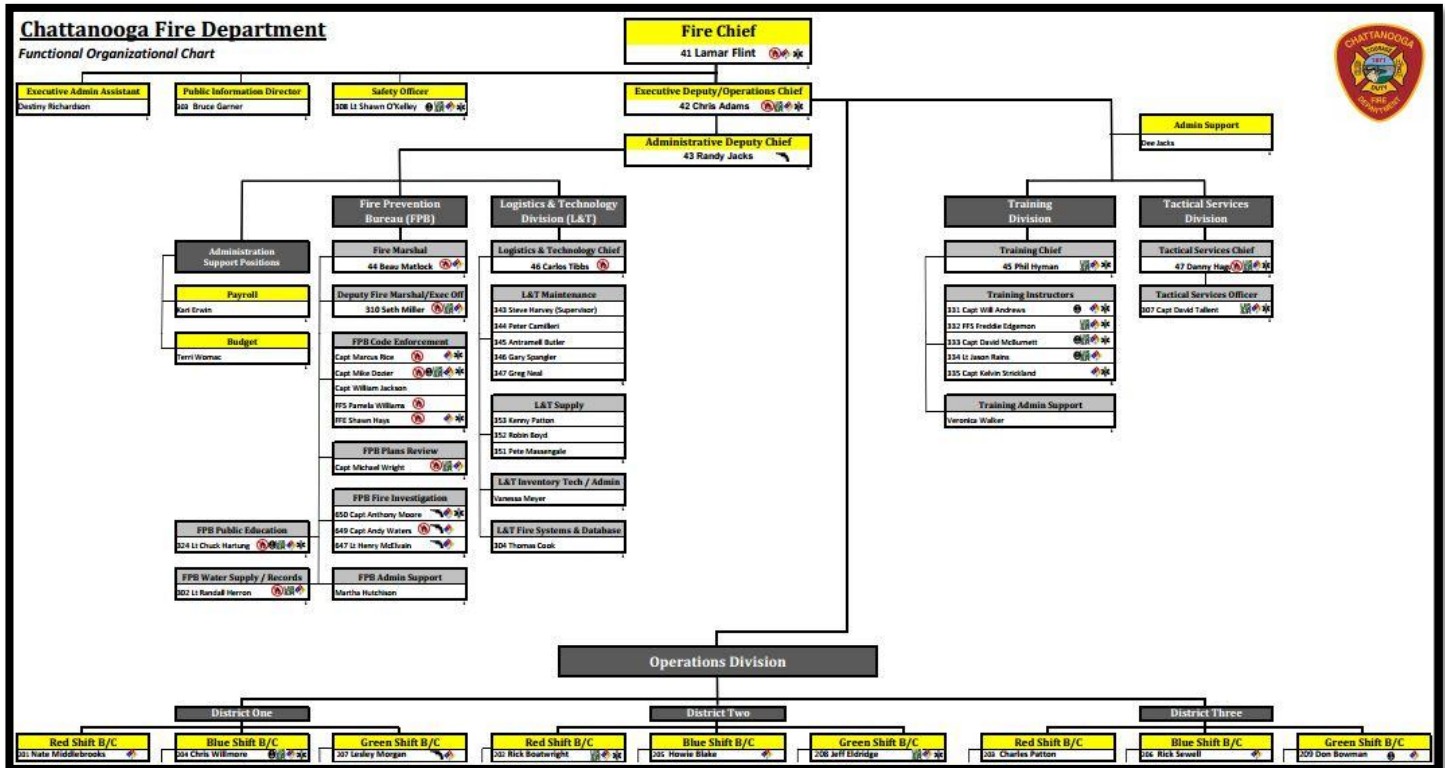 Chattanooga Fire Department
Functional Organizational Chart
Fire Chief
41 Lamar Flint
CHATTANOOGA
COURAGE
1871
DUTY
FIRE
DEPARTMENT
Executive Admin Assistant
Destiny Richardson
Public Information Director
303 Bruce Garner
Safety Officer
308 Lt Shawn O'Kelley
Executive Deputy/Operations Chief
42 Chris Adams
Administrative Deputy Chief
43 Randy Jacks
Admin Support
Dee Jacks
Fire Prevention
Bureau (FPB)
Logistics & Technology
Division (L&T)
Training
Division
Tactical Services
Division
Administration
Support Positions
Payroll
Kari Erwin
Budget
Terri Womac
Fire Marshal
44 Beau Matlock
Deputy Fire Marshal/Exec Off
310 Seth Miller
FPB Code Enforcement
Capt Marcus Rice
Capt Mike Dozier
Capt William Jackson
FFS Pamela Williams
FFE Shawn Hays
FPB Plans Review
Capt Michael Wright
FPB Fire Investigation
650 Capt Anthony Moore
649 Capt Andy Waters
647 Lt Henry McElvain
FPB Public Education
324 Lt Chuck Hartung
FPB Water Supply / Records
302 Lt Randall Herron
FPB Admin Support
Martha Hutchison
Logistics & Technology Chief
46 Carlos Tibbs
L&T Maintenance
343 Steve Harvey (Supervisor)
344 Peter Camilleri
345 Antramell Butler
346 Gary Spangler
347 Greg Neal
L&T Supply
353 Kenny Patton
352 Robin Boyd
351 Pete Massengale
L&T Inventory Tech / Admin
Vanessa Meyer
L&T Fire Systems & Database
304 Thomas Cook
Training Chief
45 Phil Hyman
Training Instructors
331 Capt Will Andrews
332 FFS Freddie Edgemon
333 Capt David McBurnett
334 Lt Jason Rains
335 Capt Kelvin Strickland
Training Admin Support
Veronica Walker
Tactical Services Chief
47 Danny
Tactical Services Officer
307 Capt David Tallent
Operations Division
District One
District Two
District Three
Red Shift B/C
201 Nate Middlebrooks
Blue Shift B/C
204 Chris Willmore
Green Shift B/C
207 Lesley Morgan
Red Shift B/C
202 Rick Boatwright
Blue Shift B/C
205 Howie Blake
Green Shift B/C
208 Jeff Eldridge
Red Shift B/C
203 Charles Patton
Blue Shift B/C
206 Rick Sewell
Green Shift B/C
209 Don Bowman